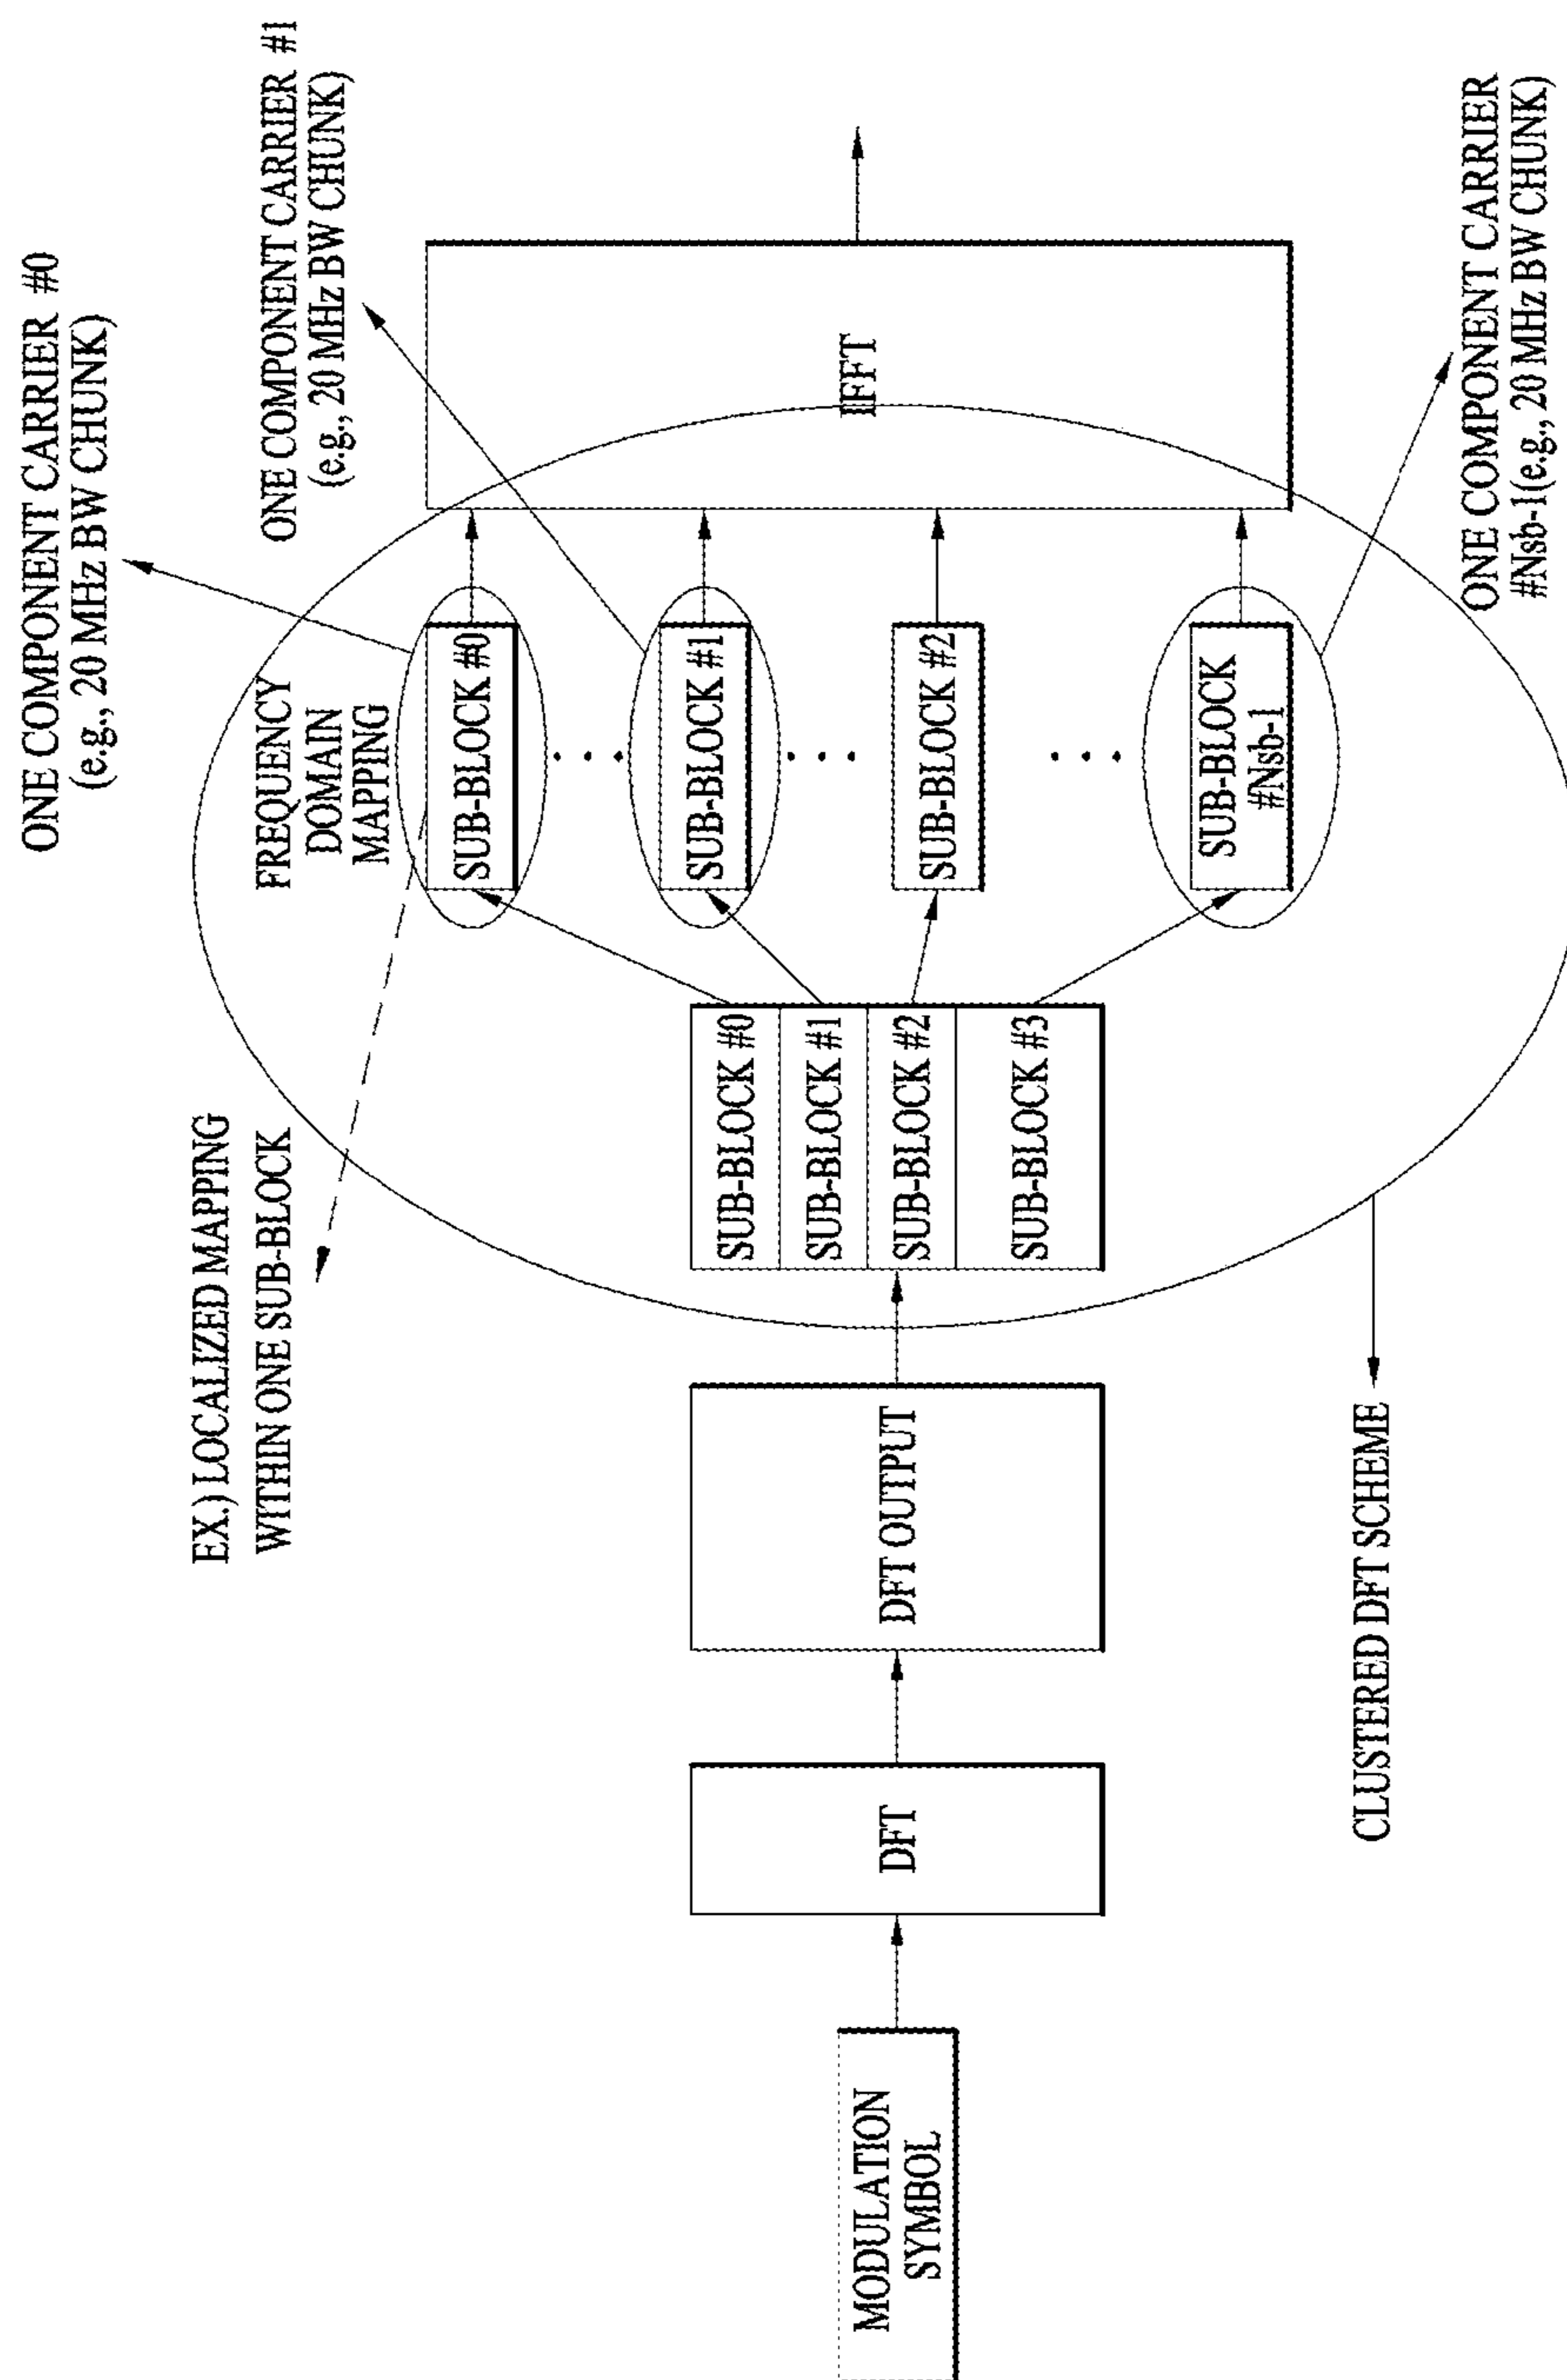 ONE COMPONENT CARRIER #0
(e.g., 20 MHz BW CHUNK)
ONE COMPONENT CARRIER #1
(e.g., 20 MHz BW CHUNK)
EX.) LOCALIZED MAPPING
WITHIN ONE SUB-BLOCK
FREQUENCY
DOMAIN
MAPPING
MODULATION
SYMBOL
DFT
DFT OUTPUT
SUB-BLOCK #0
SUB-BLOCK #1
SUB-BLOCK #2
SUB-BLOCK #3
SUB-BLOCK #0
SUB-BLOCK #1
SUB-BLOCK #2
SUB-BLOCK
#Nsb-1
IFFT
CLUSTERED DFT SCHEME
ONE COMPONENT CARRIER
#Nsb-1(e.g., 20 MHz BW CHUNK)